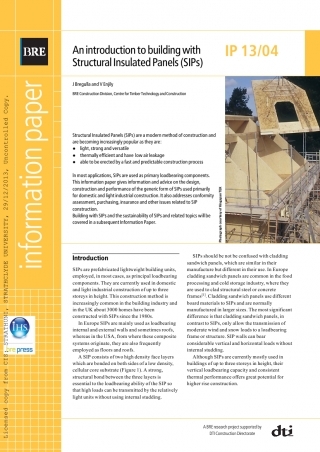 BRE
An introduction to building with
Structural Insulated Panels (SIPs)
IP 13/04
J Bregulla and V Enjily
BRE Construction Division, Centre for Timber Technology and Construction
information paper
Licensed copy from CIS: STRATHUNI, STRATHCLYDE UNIVERSITY, 29/12/2013, Uncontrolled Copy.
Structural Insulated Panels (SIPs) are a modern method of construction and
are becoming increasingly popular as they are:
● light, strong and versatile
● thermally efficient and have low air leakage
● able to be erected by a fast and predictable construction process
In most applications, SIPs are used as primary loadbearing components.
This information paper gives information and advice on the design,
construction and performance of the generic form of SIPs used primarily
for domestic and light industrial construction. It also addresses conformity
assessment, purchasing, insurance and other issues related to SIP
construction.
Building with SIPs and the sustainability of SIPs and related topics will be
covered in a subsequent Information Paper.
Introduction
SIPs are prefabricated lightweight building units,
employed, in most cases, as principal loadbearing
components. They are currently used in domestic
and light industrial construction of up to three
storeys in height. This construction method is
increasingly common in the building industry and
in the UK about 3000 homes have been
constructed with SIPs since the 1990s.
In Europe SIPs are mainly used as loadbearing
internal and external walls and sometimes roofs,
whereas in the USA, from where these composite
systems originate, they are also frequently
employed as floors and roofs.
A SIP consists of two high density face layers
which are bonded on both sides of a low density,
cellular core substrate (Figure 1). A strong,
structural bond between the three layers is
essential to the loadbearing ability of the SIP so
that high loads can be transmitted by the relatively
light units without using internal studding.
SIPs should be not be confused with cladding
sandwich panels, which are similar in their
manufacture but different in their use. In Europe
cladding sandwich panels are common in the food
processing and cold storage industry, where they
are used to clad structural steel or concrete
frames[1]. Cladding sandwich panels use different
board materials to SIPs and are normally
manufactured in larger sizes. The most significant
difference is that cladding sandwich panels, in
contrast to SIPs, only allow the transmission of
moderate wind and snow loads to a loadbearing
frame or structure. SIP walls can bear
considerable vertical and horizontal loads without
internal studding.
Although SIPs are currently mostly used in
buildings of up to three storeys in height, their
vertical loadbearing capacity and consistent
thermal performance offers great potential for
higher rise construction.
IHS
bre press
A BRE research project supported by
DTI Construction Directorate
dti